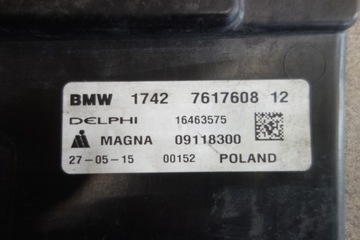 BMW 1742 7617608 12
DELPHI 16463575
MAGNA 09118300
27-05-15 00152 POLAND